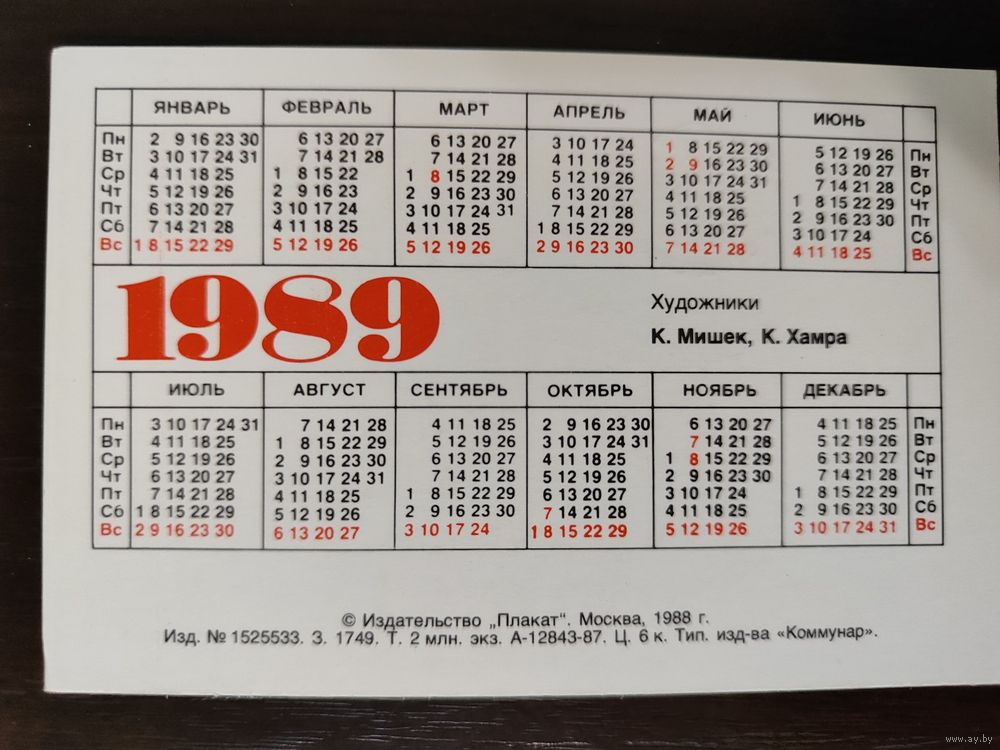 ЯНВАРЬ ФЕВРАЛЬ МАРТ АПРЕЛЬ МАЙ ИЮНЬ
Пн 2 9 16 23 30 6 13 20 27 6 13 20 27 3 10 17 24 1 8 15 22 29 5 12 19 26 Пн
Вт 3 10 17 24 31 7 14 21 28 7 14 21 28 4 11 18 25 2 9 16 23 30 6 13 20 27 Вт
Ср 4 11 18 25 1 8 15 22 1 8 15 22 29 5 12 19 26 3 10 17 24 31 7 14 21 28 Ср
Чт 5 12 19 26 2 9 16 23 2 9 16 23 30 6 13 20 27 4 11 18 25 1 8 15 22 29 Чт
Пт 6 13 20 27 3 10 17 24 3 10 17 24 31 7 14 21 28 5 12 19 26 2 9 16 23 30 Пт
Сб 7 14 21 28 4 11 18 25 4 11 18 25 1 8 15 22 29 6 13 20 27 3 10 17 24 Сб
Вс 1 8 15 22 29 5 12 19 26 5 12 19 26 2 9 16 23 30 7 14 21 28 4 11 18 25 Вс
1989
Художники
К. Мишек, К. Хамра
ИЮЛЬ АВГУСТ СЕНТЯБРЬ ОКТЯБРЬ НОЯБРЬ ДЕКАБРЬ
Пн 3 10 17 24 31 7 14 21 28 4 11 18 25 2 9 16 23 30 6 13 20 27 4 11 18 25 Пн
Вт 4 11 18 25 1 8 15 22 29 5 12 19 26 3 10 17 24 31 7 14 21 28 5 12 19 26 Вт
Ср 5 12 19 26 2 9 16 23 30 6 13 20 27 4 11 18 25 1 8 15 22 29 6 13 20 27 Ср
Чт 6 13 20 27 3 10 17 24 31 7 14 21 28 5 12 19 26 2 9 16 23 30 7 14 21 28 Чт
Пт 7 14 21 28 4 11 18 25 1 8 15 22 29 6 13 20 27 3 10 17 24 1 8 15 22 29 Пт
Сб 1 8 15 22 29 5 12 19 26 2 9 16 23 30 7 14 21 28 4 11 18 25 2 9 16 23 30 Сб
Вс 2 9 16 23 30 6 13 20 27 3 10 17 24 1 8 15 22 29 5 12 19 26 3 10 17 24 31 Вс
© Издательство „Плакат“. Москва, 1988 г.
Изд. № 1525533. З. 1749. Т. 2 млн. экз. А-12843-87. Ц. 6 к. Тип. изд-ва «Коммунар».
www.ay.by